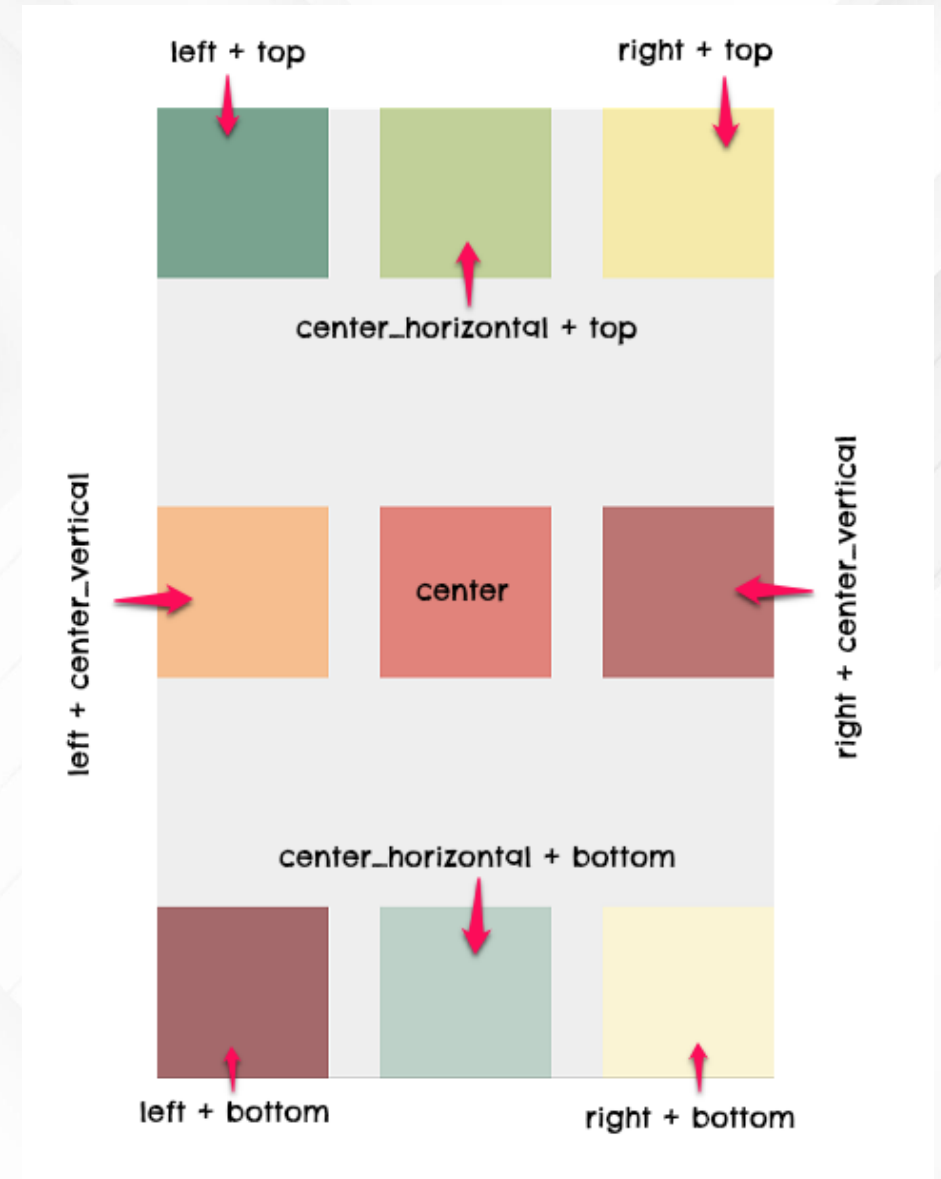 left + top
right + top
center_horizontal + top
left + center_vertical
center
right + center_vertical
center_horizontal + bottom
left + bottom
right + bottom